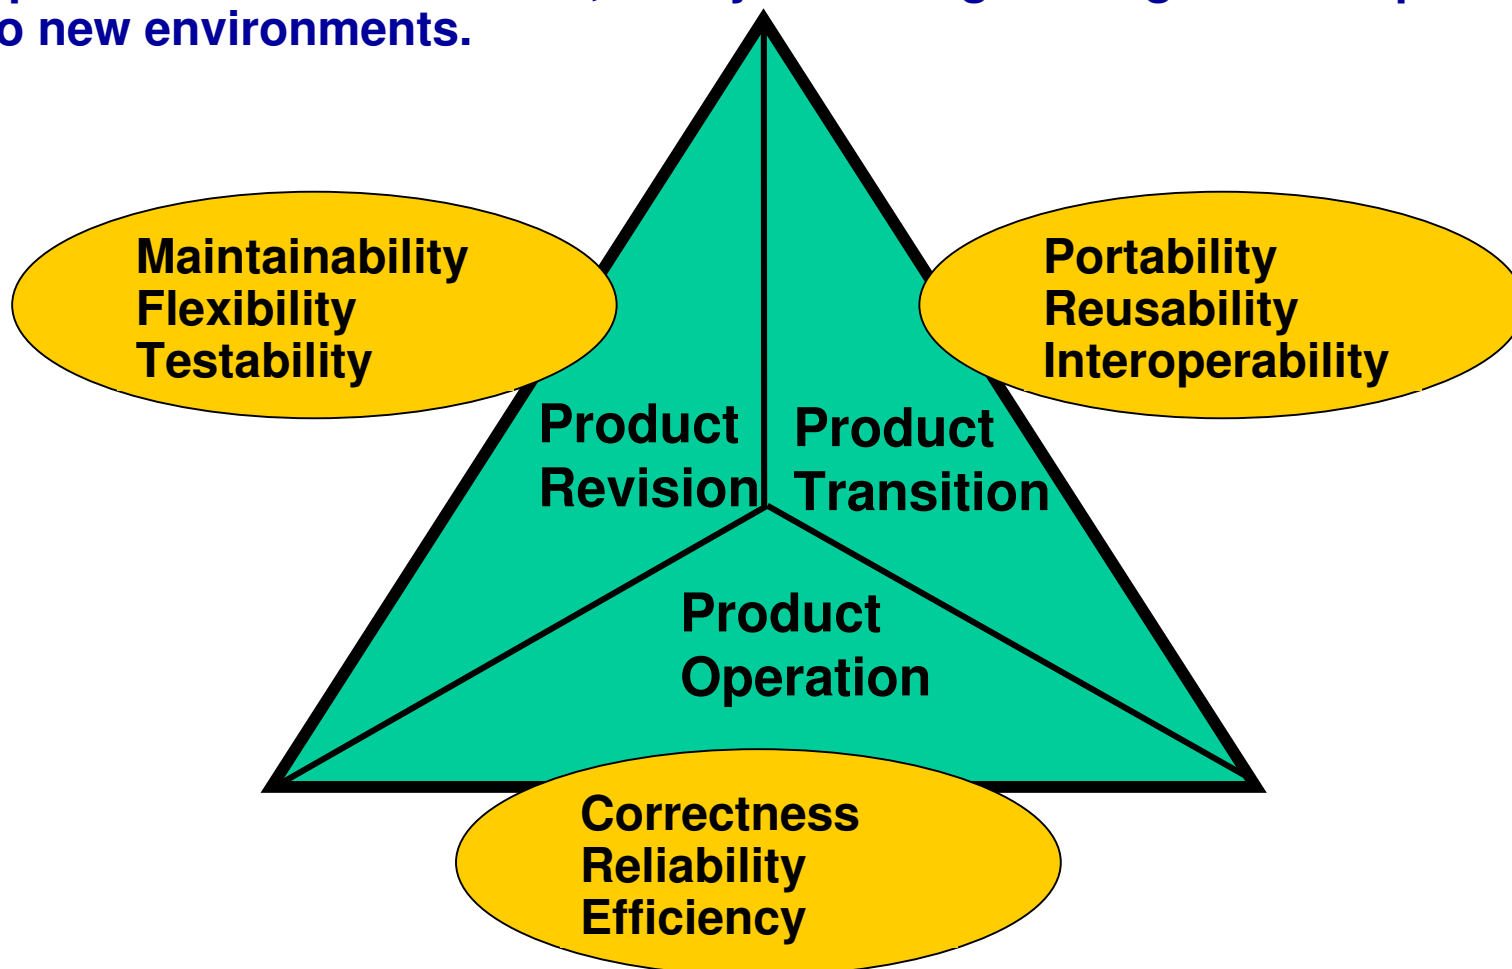 o new environments.
Maintainability
Flexibility
Testability
Portability
Reusability
Interoperability
Product
Revision
Product
Transition
Product
Operation
Correctness
Reliability
Efficiency